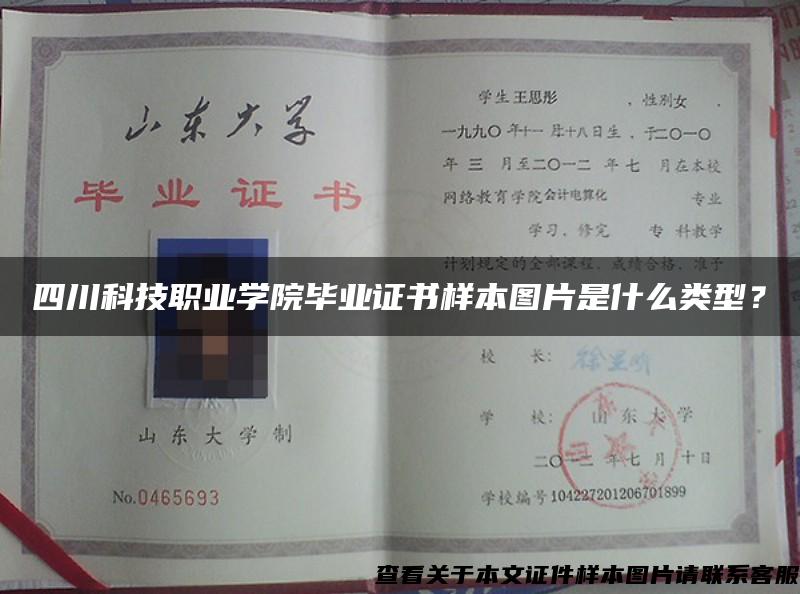 山东大学
毕业证书
山东大学制
No.0465693
学生王思彤 ，性别女 ．
一九九〇年十一月十八日生，于二〇一〇
年 三 月至二〇一二 年 七 月在本校
网络教育学院会计电算化 专业
学习，修完 专 科教学
计划规定的全部课程，成绩合格，准予
四川科技职业学院毕业证书样本图片是什么类型？
校 长：
学 校： 山 东 大 学
二〇一二 年 七 月 十日
学校编号104227201206701899
查看关于本文证件样本图片请联系客服